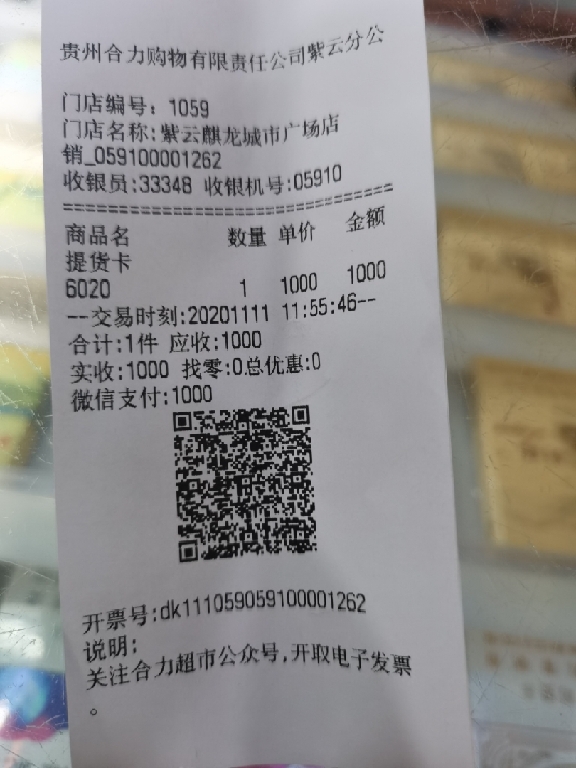 贵州合力购物有限责任公司紫云分公
门店编号: 1059
门店名称:紫云麒龙城市广场店
销_059100001262
收银员:33348 收银机号:05910
================================
商品名 数量 单价 金额
提货卡
6020 1 1000 1000
--交易时刻:20201111 11:55:46--
合计:1件 应收:1000
实收:1000 找零:0总优惠:0
微信支付:1000
开票号:dk111059059100001262
说明:
关注合力超市公众号,开取电子发票
。